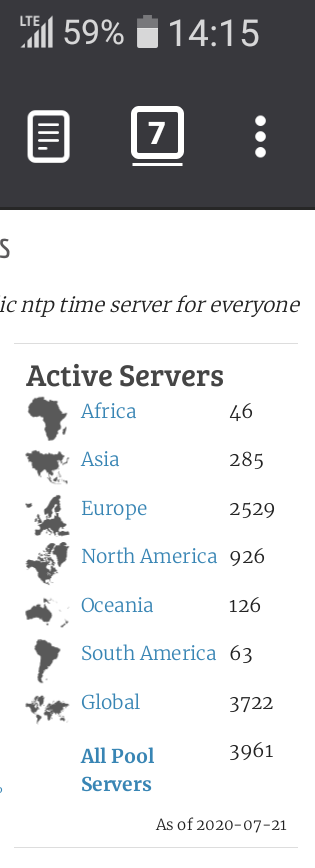 LTE 59% 14:15
7
s
ic ntp time server for everyone
Active Servers
Africa 46
Asia 285
Europe 2529
North America 926
Oceania 126
South America 63
Global 3722
All Pool 3961
Servers
As of 2020-07-21